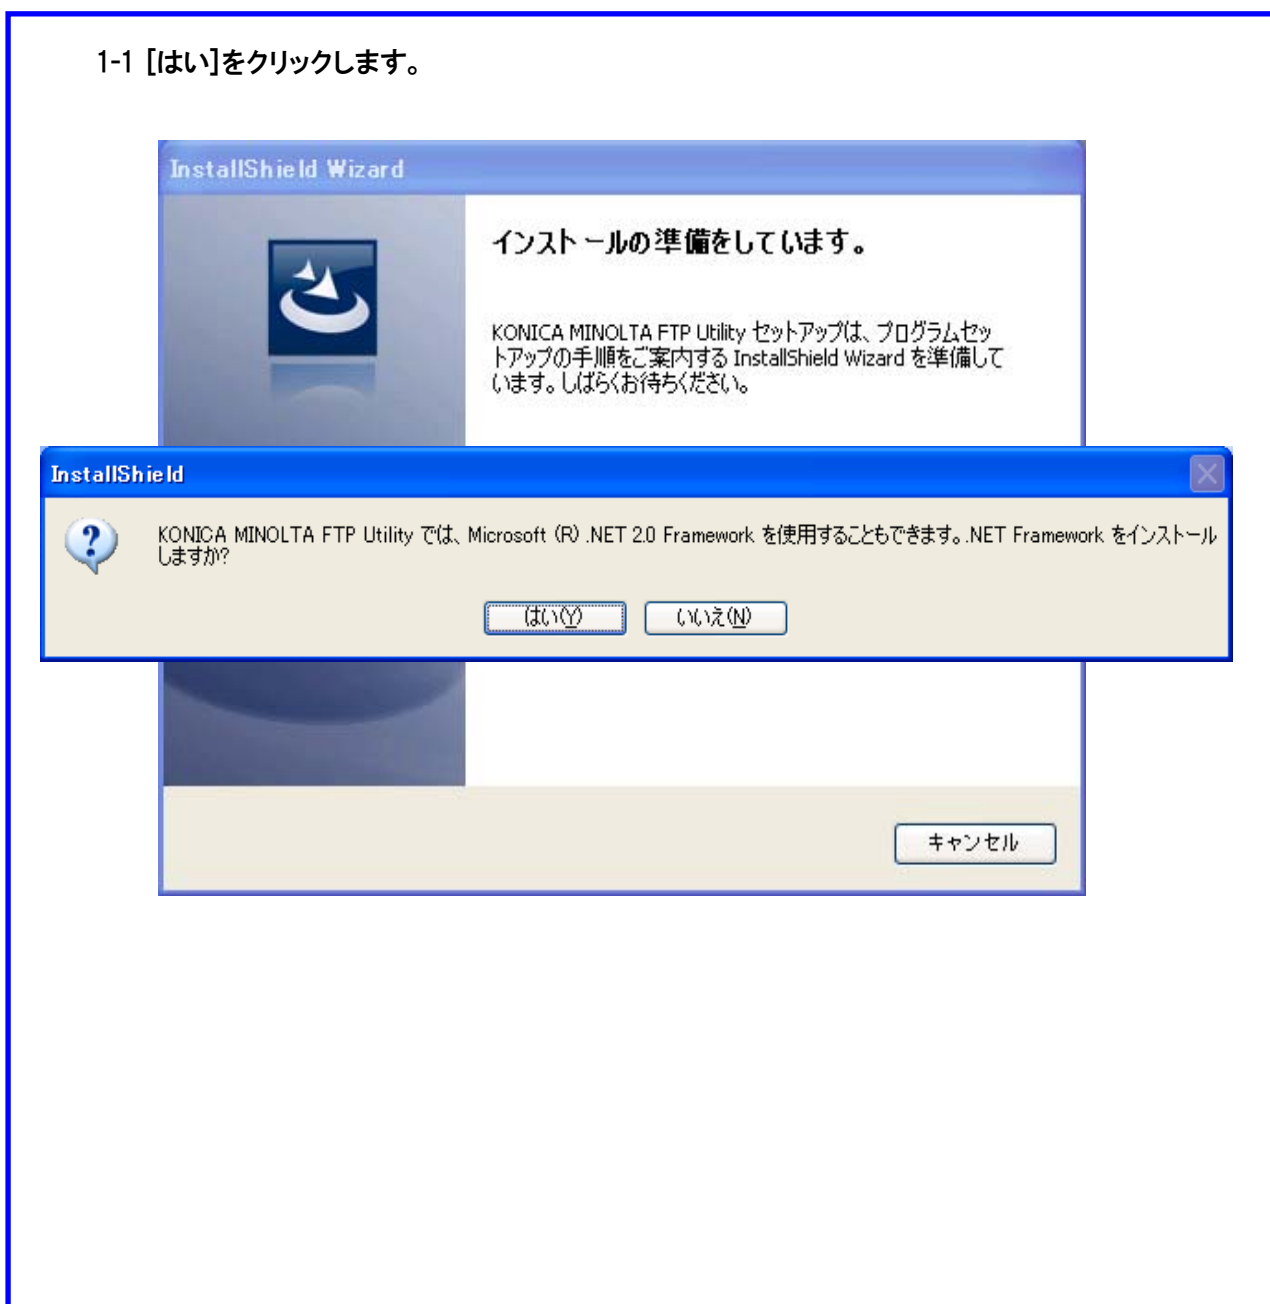 1-1 [はい]をクリックします。
InstallShield Wizard
インストールの準備をしています。
KONICA MINOLTA FTP Utility セットアップは、プログラムセッ
トアップの手順をご案内する InstallShield Wizard を準備して
います。しばらくお待ちください。
InstallShield
KONICA MINOLTA FTP Utility では、Microsoft (R) .NET 2.0 Framework を使用することもできます。.NET Framework をインストール
しますか?
はい(Y)
いいえ(N)
キャンセル